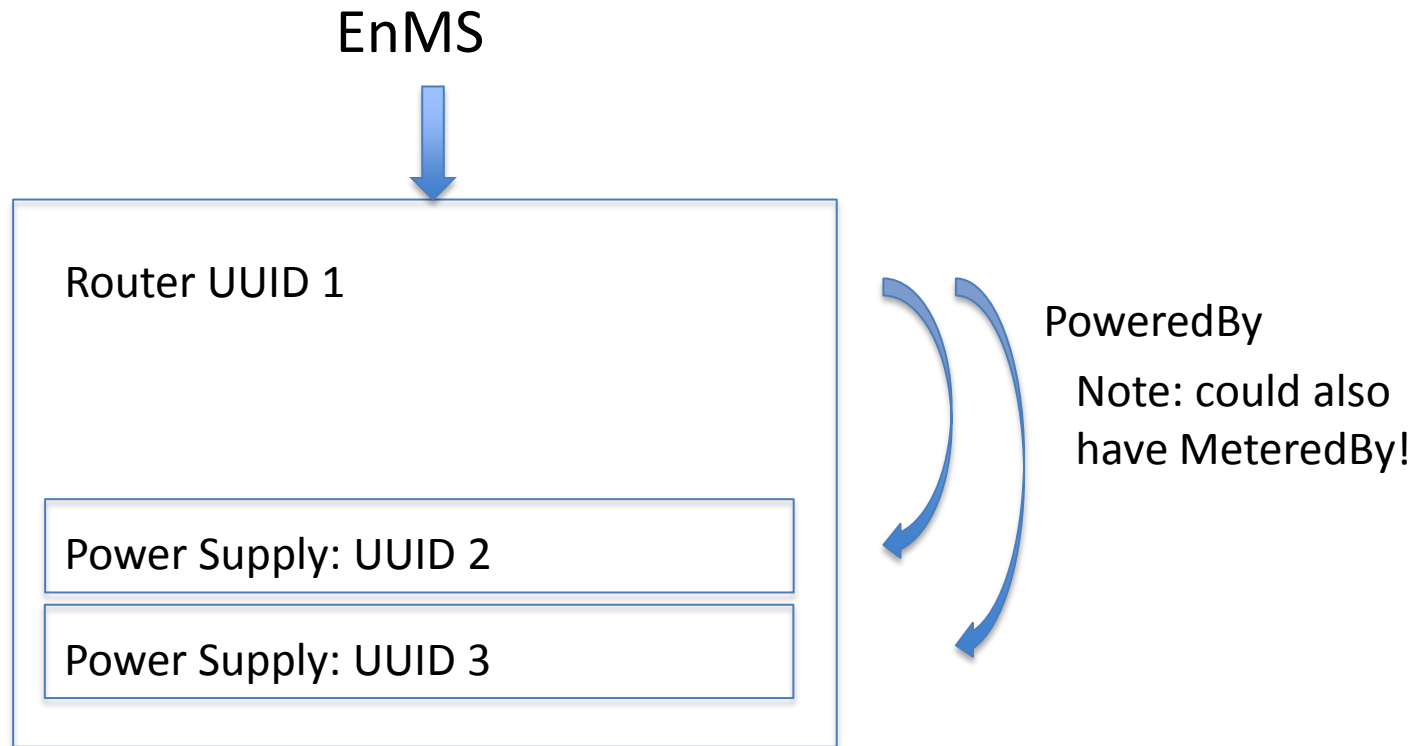 EnMS
Router UUID 1
PoweredBy
Note: could also
have MeteredBy!
Power Supply: UUID 2
Power Supply: UUID 3